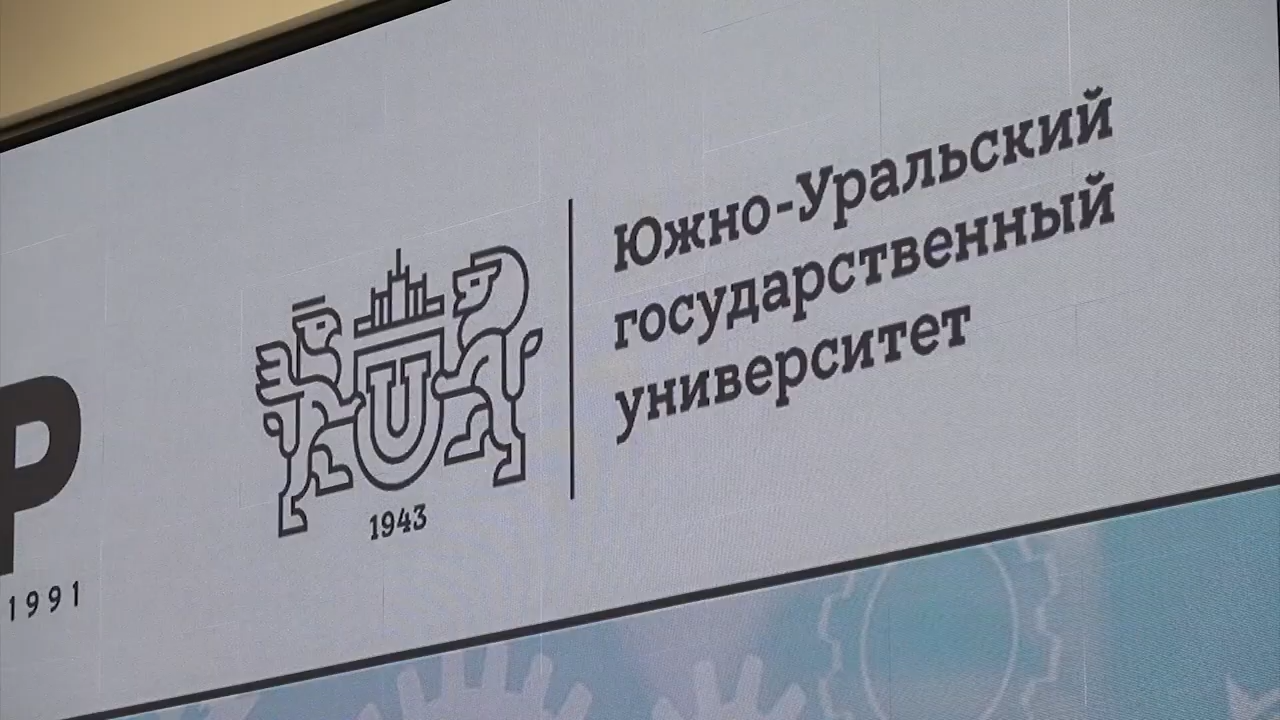 Р
1991
U
1943
Южно-Уральский
государственный
университет